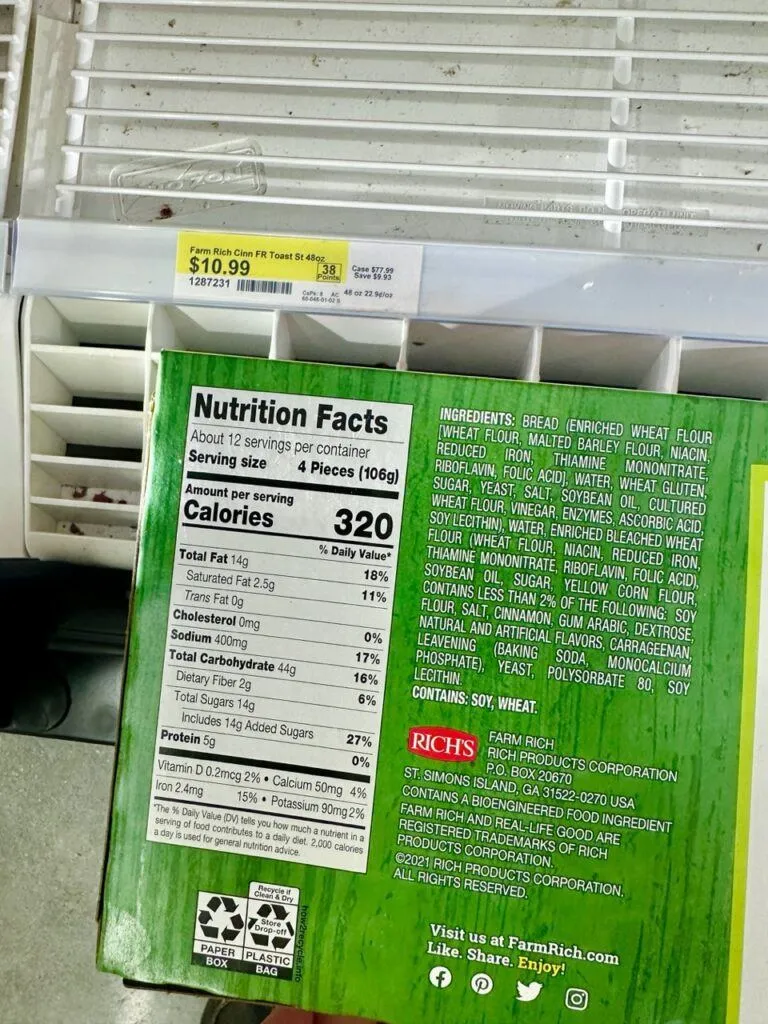 Farm Rich Cinn FR Toast St 48oz
$10.99
38
Points
Case $77.99
Save $9.93
1287231
48 oz 22.9¢/oz
Nutrition Facts
About 12 servings per container
Serving size 4 Pieces (106g)
Amount per serving
Calories 320
% Daily Value*
Total Fat 14g 18%
Saturated Fat 2.5g 11%
Trans Fat 0g
Cholesterol 0mg 0%
Sodium 400mg 17%
Total Carbohydrate 44g 16%
Dietary Fiber 2g 6%
Total Sugars 14g
Includes 14g Added Sugars 27%
Protein 5g 0%
Vitamin D 0.2mcg 2% • Calcium 50mg 4%
Iron 2.4mg 15% • Potassium 90mg 2%
*The % Daily Value (DV) tells you how much a nutrient in a
serving of food contributes to a daily diet. 2,000 calories
a day is used for general nutrition advice.
INGREDIENTS: BREAD (ENRICHED WHEAT FLOUR
[WHEAT FLOUR, MALTED BARLEY FLOUR, NIACIN,
REDUCED IRON, THIAMINE MONONITRATE,
RIBOFLAVIN, FOLIC ACID], WATER, WHEAT GLUTEN,
SUGAR, YEAST, SALT, SOYBEAN OIL, CULTURED
WHEAT FLOUR, VINEGAR, ENZYMES, ASCORBIC ACID,
SOY LECITHIN), WATER, ENRICHED BLEACHED WHEAT
FLOUR (WHEAT FLOUR, NIACIN, REDUCED IRON,
THIAMINE MONONITRATE, RIBOFLAVIN, FOLIC ACID),
SOYBEAN OIL, SUGAR, YELLOW CORN FLOUR,
CONTAINS LESS THAN 2% OF THE FOLLOWING: SOY
FLOUR, SALT, CINNAMON, GUM ARABIC, DEXTROSE,
NATURAL AND ARTIFICIAL FLAVORS, CARRAGEENAN,
LEAVENING (BAKING SODA, MONOCALCIUM
PHOSPHATE), YEAST, POLYSORBATE 80, SOY
LECITHIN.
CONTAINS: SOY, WHEAT.
RICH'S
FARM RICH
RICH PRODUCTS CORPORATION
P.O. BOX 20670
ST. SIMONS ISLAND, GA 31522-0270 USA
CONTAINS A BIOENGINEERED FOOD INGREDIENT
FARM RICH AND REAL-LIFE GOOD ARE
REGISTERED TRADEMARKS OF RICH
PRODUCTS CORPORATION.
©2021 RICH PRODUCTS CORPORATION.
ALL RIGHTS RESERVED.
Recycle if
Clean & Dry
Store
Drop-off
PAPER
BOX
PLASTIC
BAG
how2recycle.info
Visit us at FarmRich.com
Like. Share. Enjoy!